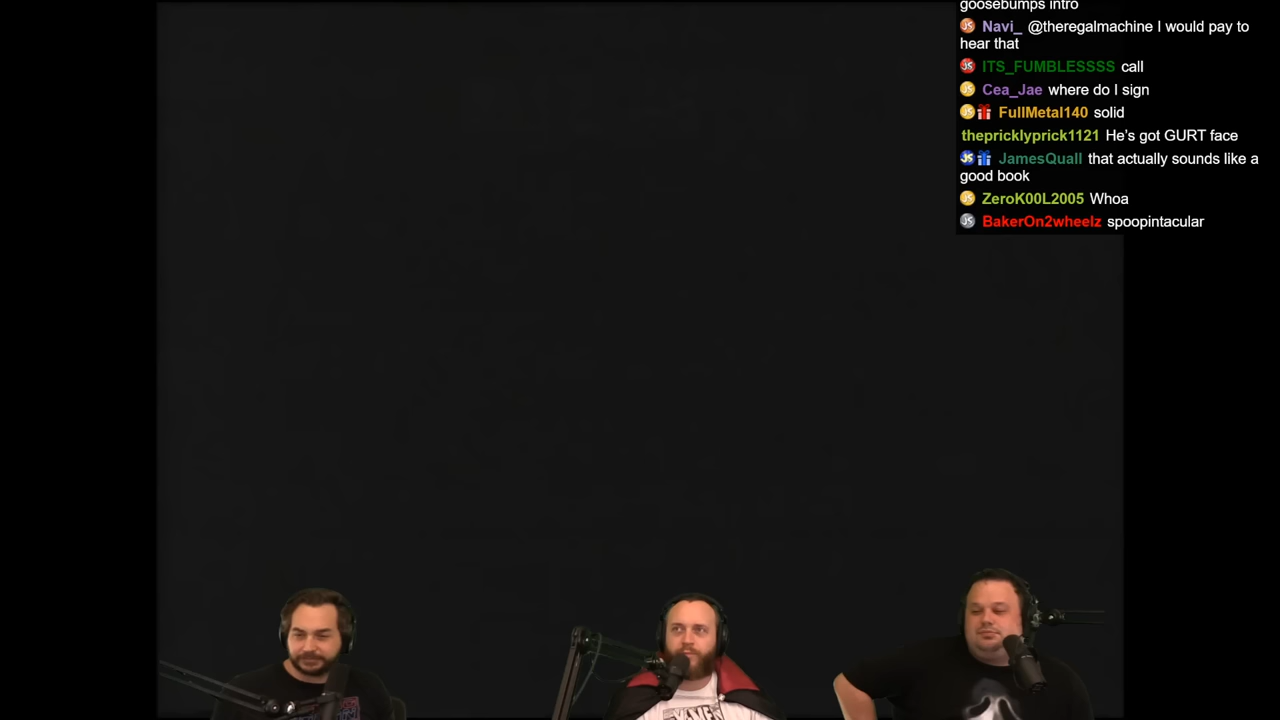 goosebumps intro
Navi_ @theregalmachine I would pay to
hear that
ITS_FUMBLESSSS call
Cea_Jae where do I sign
FullMetal140 solid
thepricklyprick1121 He's got GURT face
JamesQuall that actually sounds like a
good book
ZeroK00L2005 Whoa
BakerOn2wheelz spoopintacular